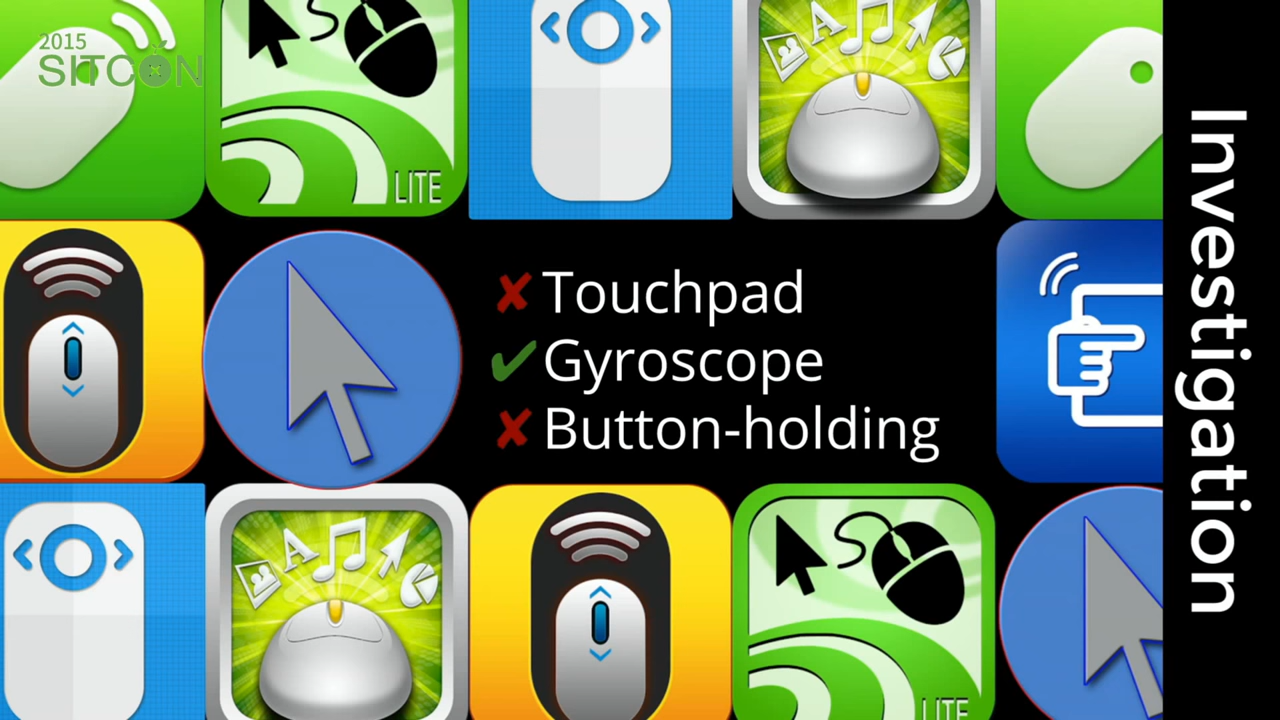 2015
SITCON
LITE
A
✘ Touchpad
✔ Gyroscope
✘ Button-holding
Investigation
A
LITE